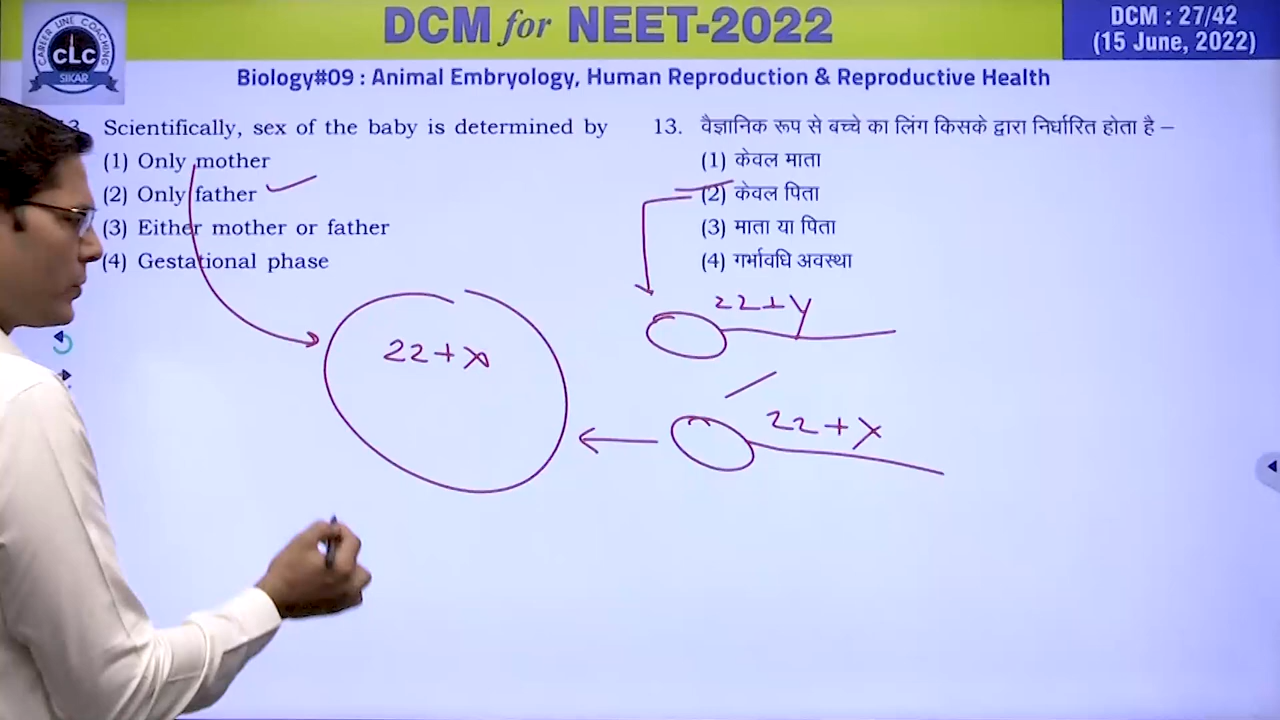 DCM for NEET-2022
DCM : 27/42
(15 June, 2022)
CAREER LINE COACHING
CLC
SIKAR
Biology#09 : Animal Embryology, Human Reproduction & Reproductive Health
13. Scientifically, sex of the baby is determined by
(1) Only mother
(2) Only father
(3) Either mother or father
(4) Gestational phase
13. वैज्ञानिक रूप से बच्चे का लिंग किसके द्वारा निर्धारित होता है –
(1) केवल माता
(2) केवल पिता
(3) माता या पिता
(4) गर्भावधि अवस्था
22+y
22+x
22+x